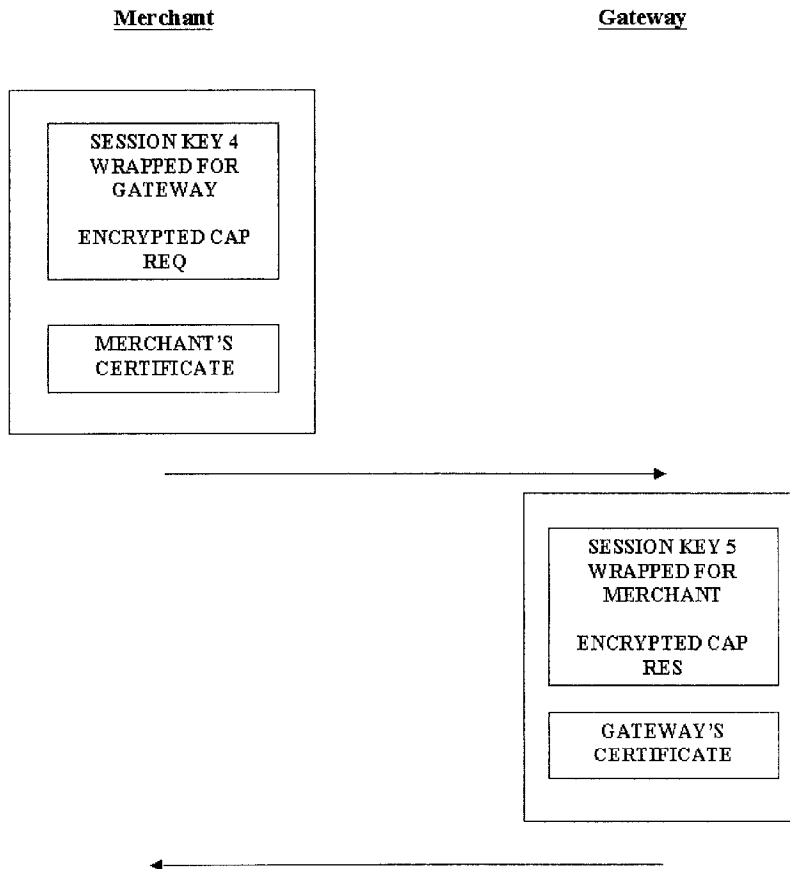 Merchant
Gateway
SESSION KEY 4
WRAPPED FOR
GATEWAY
ENCRYPTED CAP
REQ
MERCHANT'S
CERTIFICATE
SESSION KEY 5
WRAPPED FOR
MERCHANT
ENCRYPTED CAP
RES
GATEWAY'S
CERTIFICATE